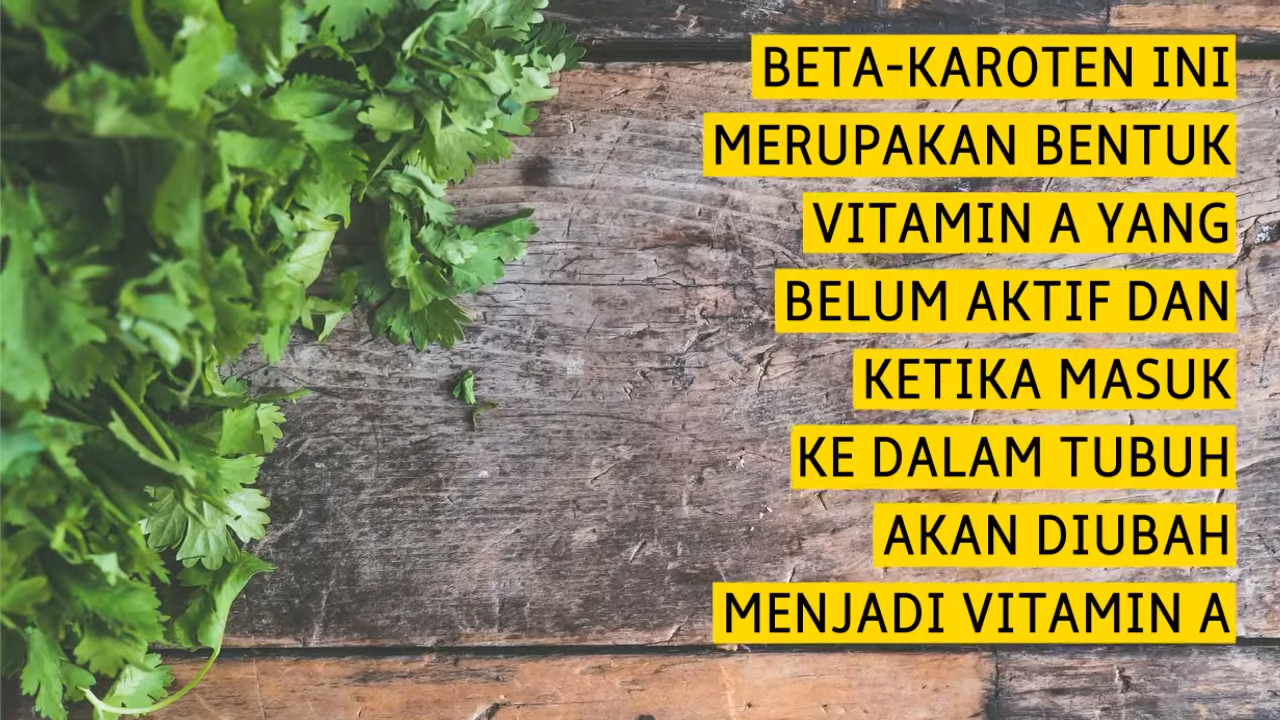 BETA-KAROTEN INI
MERUPAKAN BENTUK
VITAMIN A YANG
BELUM AKTIF DAN
KETIKA MASUK
KE DALAM TUBUH
AKAN DIUBAH
MENJADI VITAMIN A